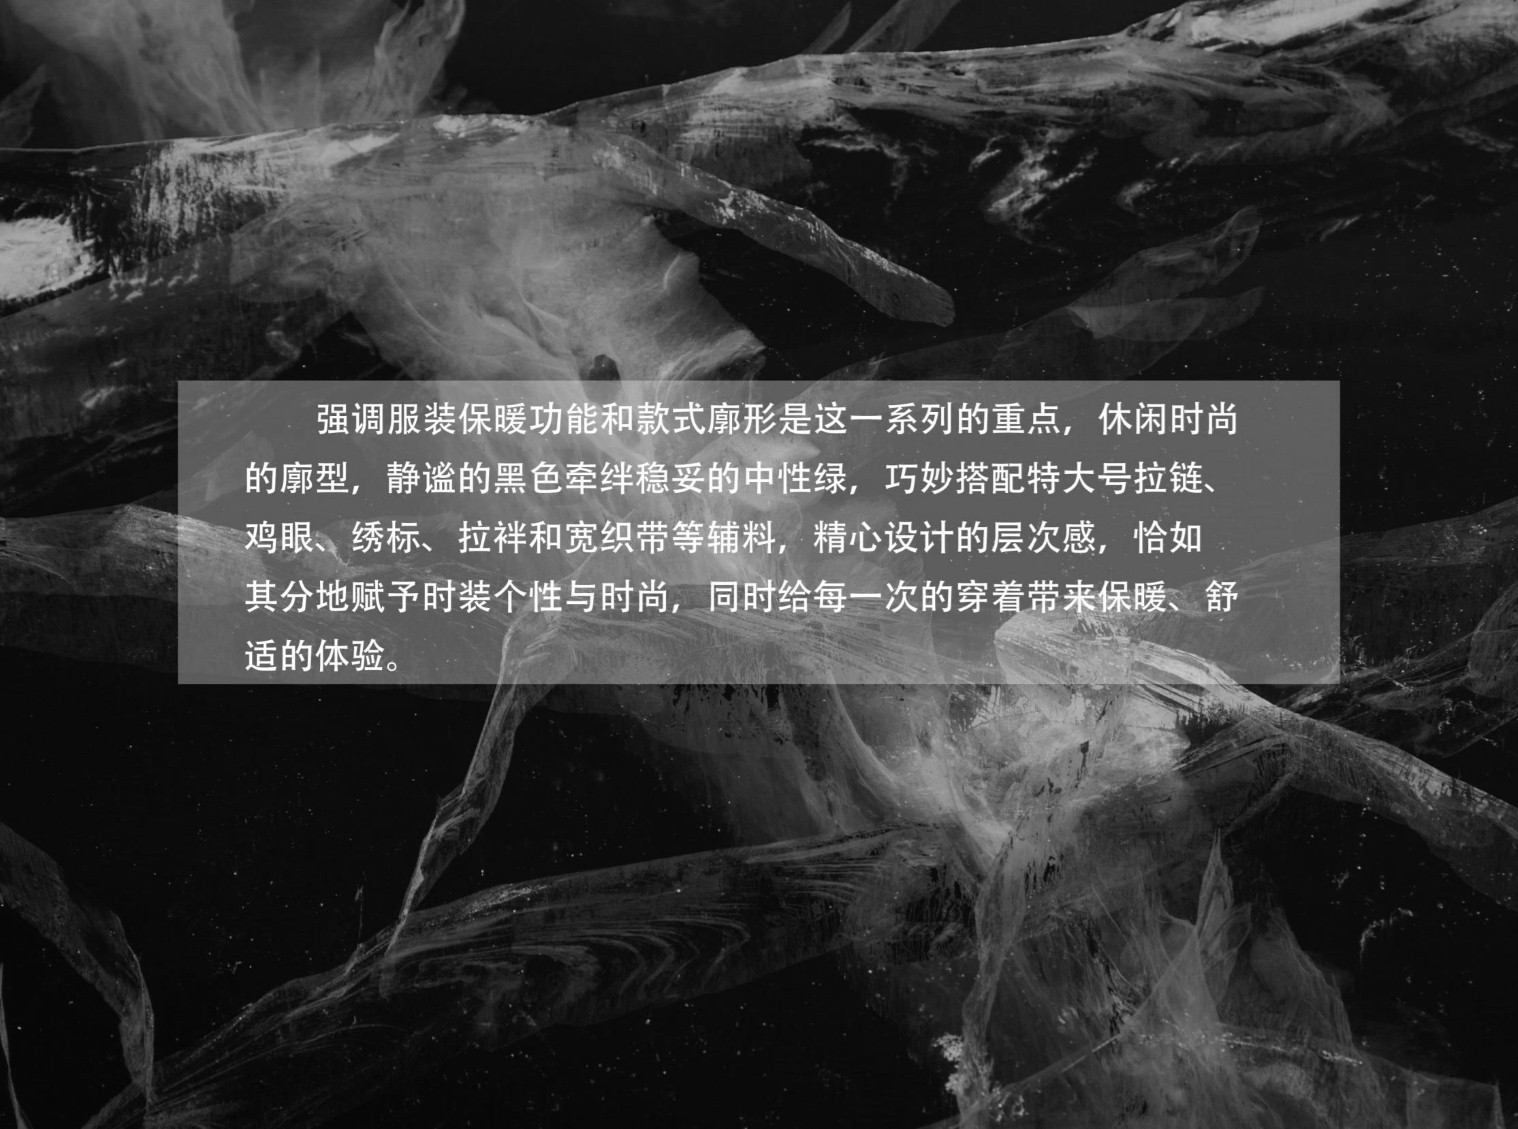 强调服装保暖功能和款式廓形是这一系列的重点，休闲时尚
的廓型，静谧的黑色牵绊稳妥的中性绿，巧妙搭配特大号拉链、
鸡眼、绣标、拉袢和宽织带等辅料，精心设计的层次感，恰如
其分地赋予时装个性与时尚，同时给每一次的穿着带来保暖、舒
适的体验。